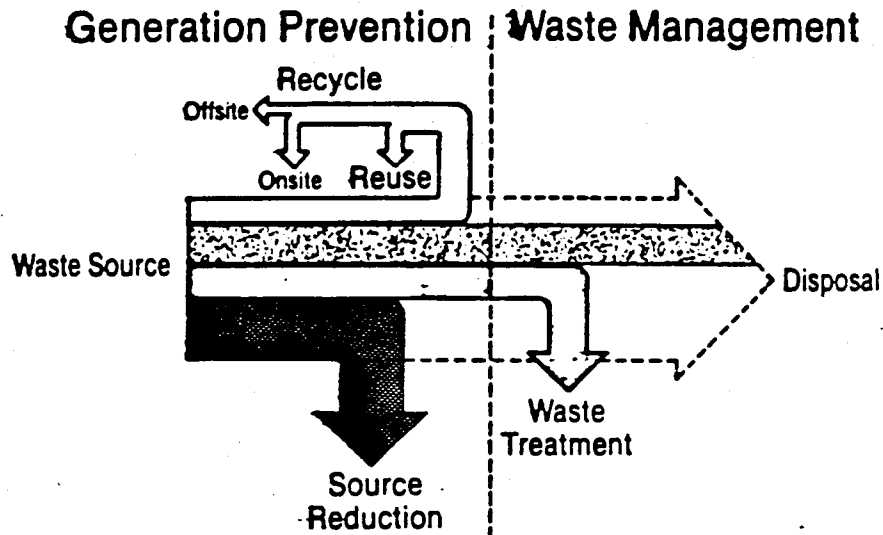 Generation Prevention
Waste Management
Recycle
Offsite
Onsite
Reuse
Waste Source
Disposal
Waste
Treatment
Source
Reduction